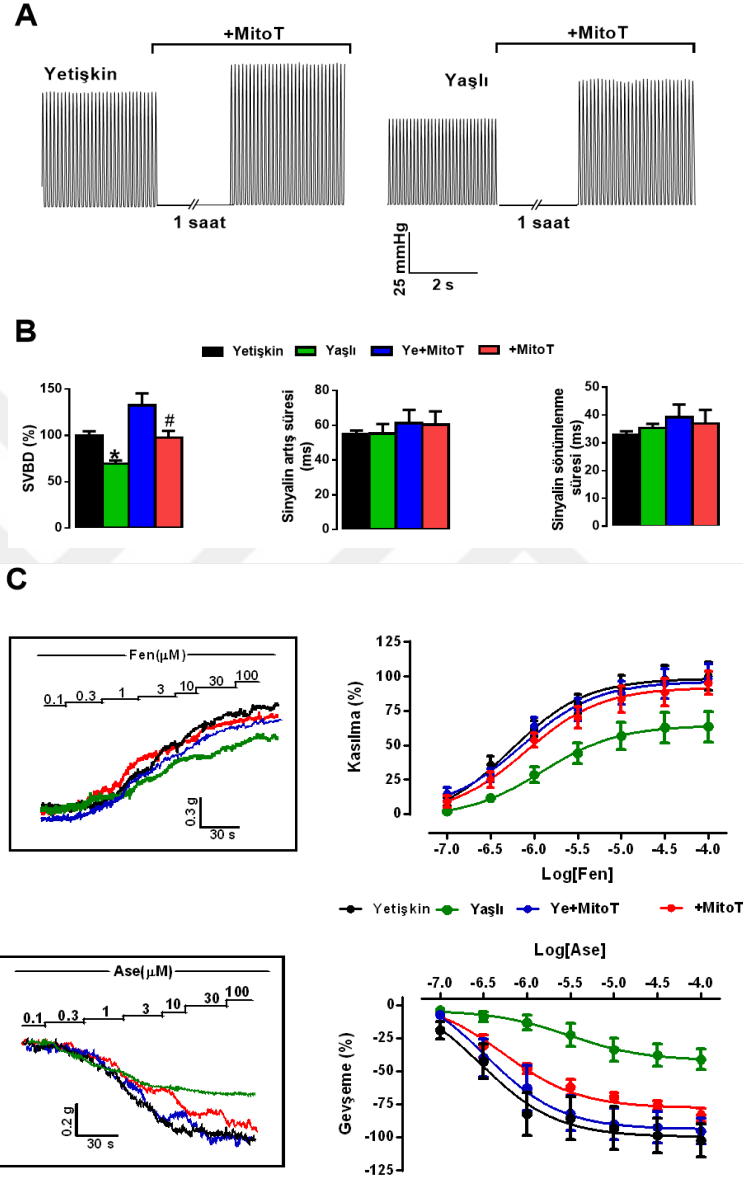 A
+MitoT
+MitoT
Yetişkin
Yaşlı
1 saat
1 saat
25 mmHg
2 s
B
Yetişkin Yaşlı Ye+MitoT +MitoT
SVBD (%)
150
100
50
0
*
#
Sinyalin artış süresi
(ms)
80
60
40
20
0
Sinyalin sönümlenme
süresi (ms)
50
40
30
20
10
0
C
Fen(µM)
0.1 0.3 1 3 10 30 100
0.3 g
30 s
Kasılma (%)
125
100
75
50
25
0
-7.0 -6.5 -6.0 -5.5 -5.0 -4.5 -4.0
Log[Fen]
Yetişkin Yaşlı Ye+MitoT +MitoT
Ase(µM)
0.1 0.3 1 3 10 30 100
0.2 g
30 s
Log[Ase]
-7.0 -6.5 -6.0 -5.5 -5.0 -4.5 -4.0
Gevşeme (%)
0
-25
-50
-75
-100
-125